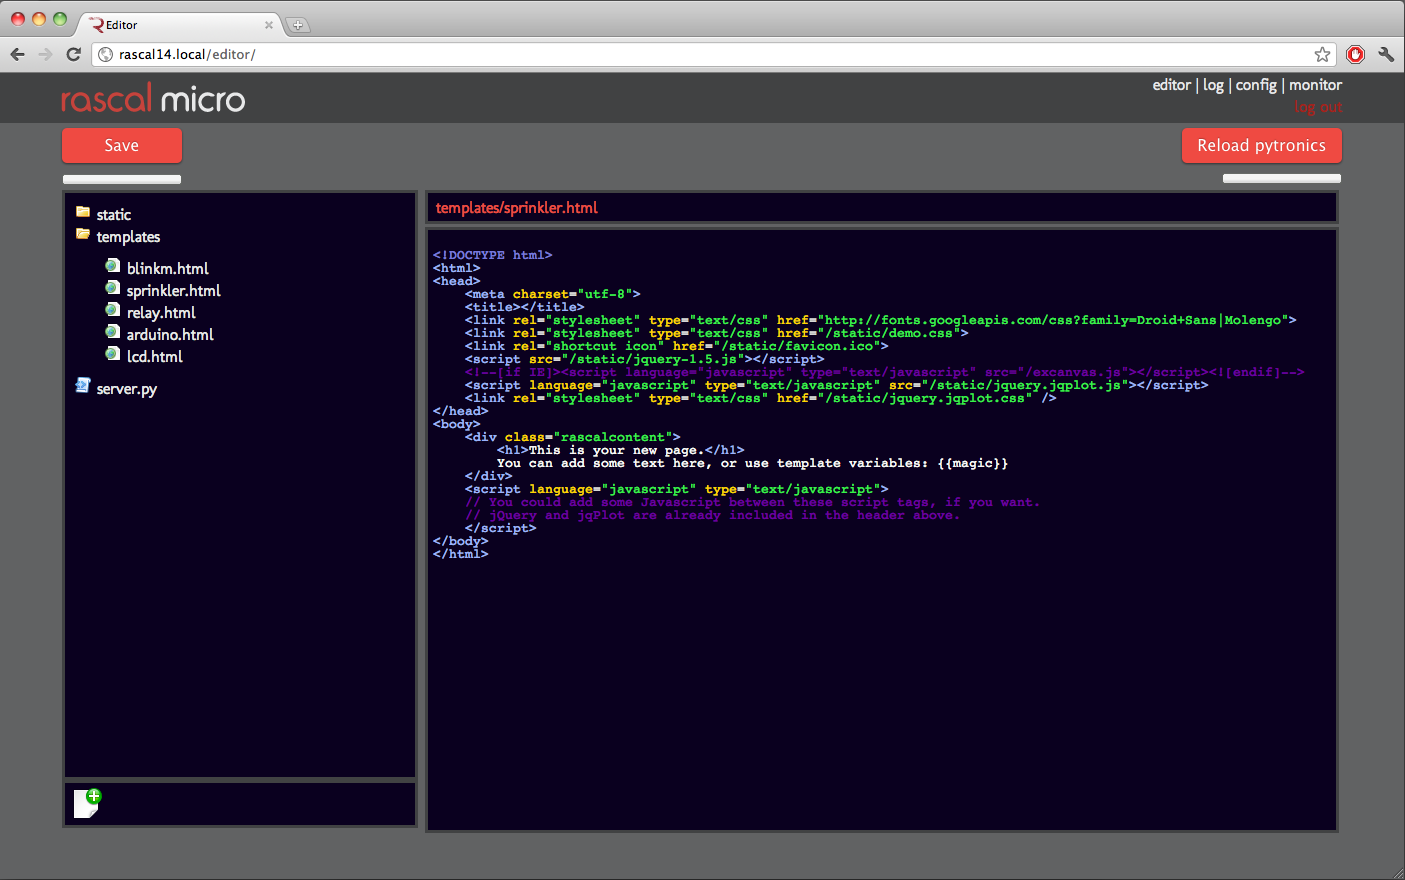 Editor
rascal14.local/editor/
rascal micro
editor | log | config | monitor
log out
Save
Reload pytronics
static
templates
blinkm.html
sprinkler.html
relay.html
arduino.html
lcd.html
server.py
templates/sprinkler.html
<!DOCTYPE html>
<html>
<head>
    <meta charset="utf-8">
    <title></title>
    <link rel="stylesheet" type="text/css" href="http://fonts.googleapis.com/css?family=Droid+Sans|Molengo">
    <link rel="stylesheet" type="text/css" href="/static/demo.css">
    <link rel="shortcut icon" href="/static/favicon.ico">
    <script src="/static/jquery-1.5.js"></script>
    <!--[if IE]><script language="javascript" type="text/javascript" src="/excanvas.js"></script><![endif]-->
    <script language="javascript" type="text/javascript" src="/static/jquery.jqplot.js"></script>
    <link rel="stylesheet" type="text/css" href="/static/jquery.jqplot.css" />
</head>
<body>
    <div class="rascalcontent">
        <h1>This is your new page.</h1>
        You can add some text here, or use template variables: {{magic}}
    </div>
    <script language="javascript" type="text/javascript">
    // You could add some Javascript between these script tags, if you want.
    // jQuery and jqPlot are already included in the header above.
    </script>
</body>
</html>